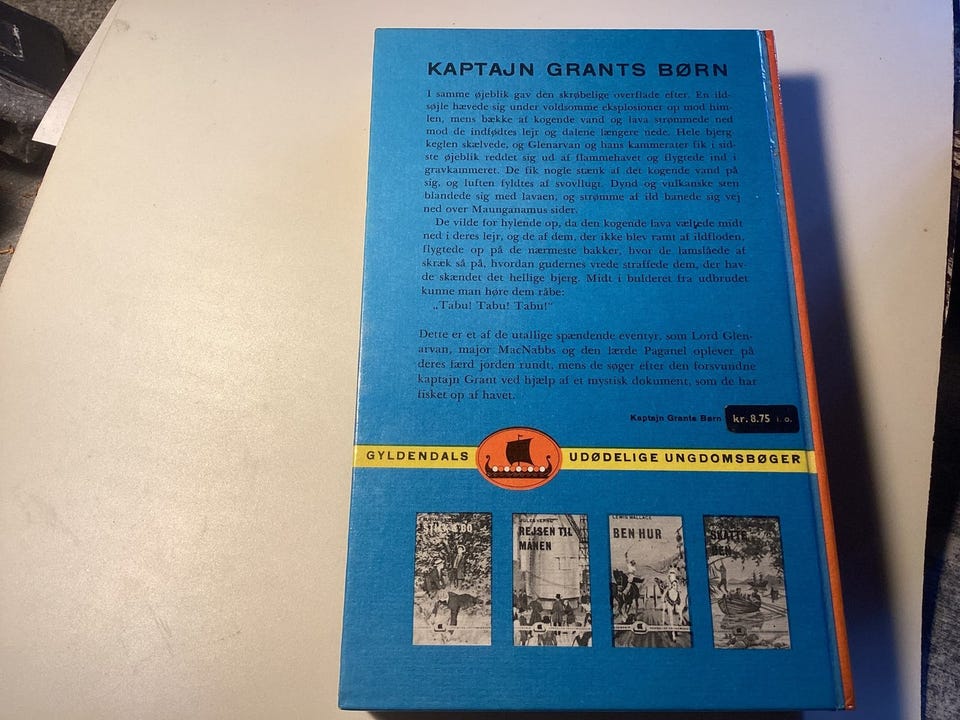 KAPTAJN GRANTS BØRN
I samme øjeblik gav den skrøbelige overflade efter. En ild-
søjle hævede sig under voldsomme eksplosioner op mod him-
len, mens bække af kogende vand og lava strømmede ned
mod de indfødtes lejr og dalene længere nede. Hele bjerg-
keglen skælvede, og Glenarvan og hans kammerater fik i sid-
ste øjeblik reddet sig ud af flammehavet og flygtede ind i
gravkammeret. De fik nogle stænk af det kogende vand på
sig, og luften fyldtes af svovllugt. Dynd og vulkanske sten
blandede sig med lavaen, og strømme af ild banede sig vej
ned over Maunganamus sider.
De vilde for hylende op, da den kogende lava væltede midt
ned i deres lejr, og de af dem, der ikke blev ramt af ildfloden,
flygtede op på de nærmeste bakker, hvor de lamslåede af
skræk så på, hvordan gudernes vrede straffede dem, der hav-
de skændet det hellige bjerg. Midt i bulderet fra udbrudet
kunne man høre dem råbe:
„Tabu! Tabu! Tabu!"
Dette er et af de utallige spændende eventyr, som Lord Glen-
arvan, major MacNabbs og den lærde Paganel oplever på
deres færd jorden rundt, mens de søger efter den forsvundne
kaptajn Grant ved hjælp af et mystisk dokument, som de har
fisket op af havet.
Kaptajn Grants Børn kr. 8.75 i. o.
GYLDENDALS UDØDELIGE UNGDOMSBØGER
JULES VERNE
REJSEN TIL
MÅNEN
LEWIS WALLACE
BEN HUR
SKATTE